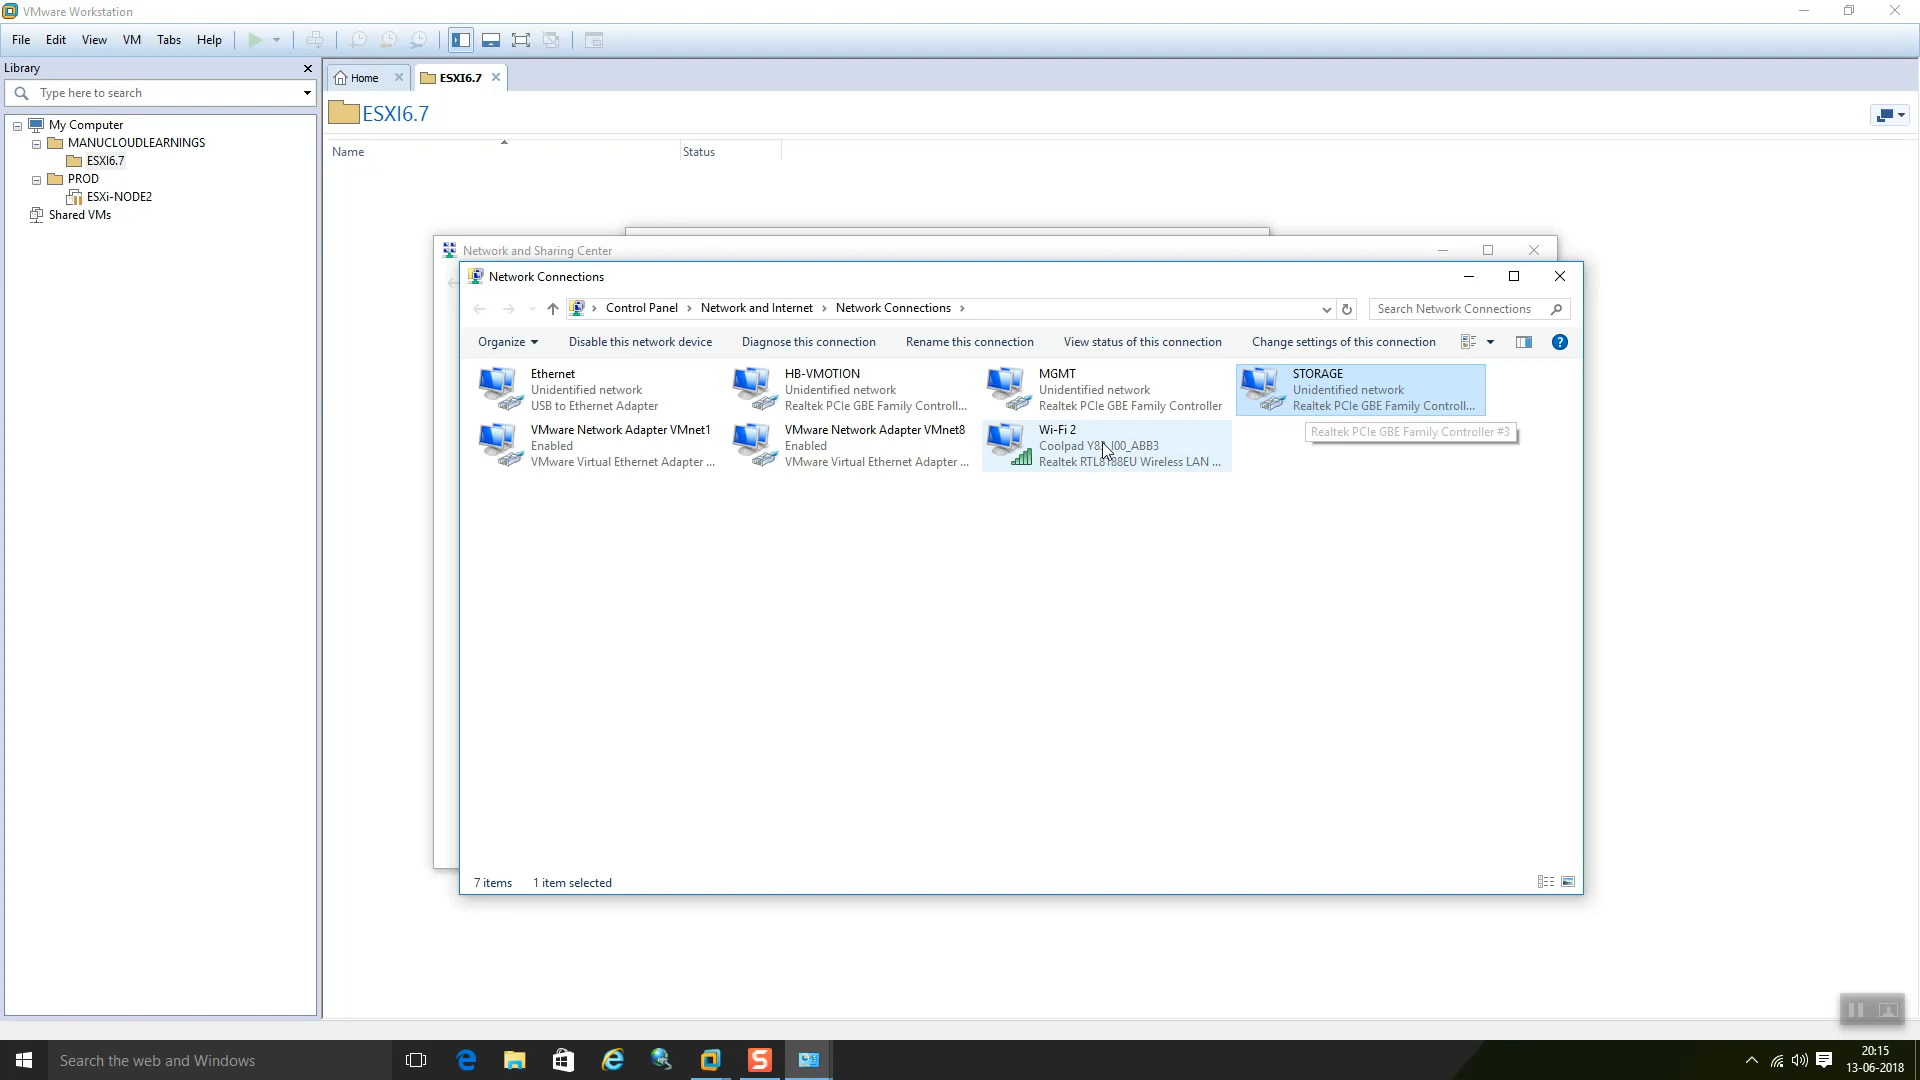 VMware Workstation
File Edit View VM Tabs Help
Library
Type here to search
My Computer
MANUCLOUDLEARNINGS
ESXI6.7
PROD
ESXi-NODE2
Shared VMs
Home
ESXI6.7
ESXI6.7
Name Status
Network and Sharing Center
Network Connections
Control Panel Network and Internet Network Connections
Search Network Connections
Organize Disable this network device Diagnose this connection Rename this connection View status of this connection Change settings of this connection
Ethernet
Unidentified network
USB to Ethernet Adapter
HB-VMOTION
Unidentified network
Realtek PCIe GBE Family Controll...
MGMT
Unidentified network
Realtek PCIe GBE Family Controller
STORAGE
Unidentified network
Realtek PCIe GBE Family Controll...
VMware Network Adapter VMnet1
Enabled
VMware Virtual Ethernet Adapter ...
VMware Network Adapter VMnet8
Enabled
VMware Virtual Ethernet Adapter ...
Wi-Fi 2
Coolpad
Realtek RTL8188EU Wireless LAN ...
Realtek PCIe GBE Family Controller #3
7 items 1 item selected
Search the web and Windows
20:15
13-06-2018